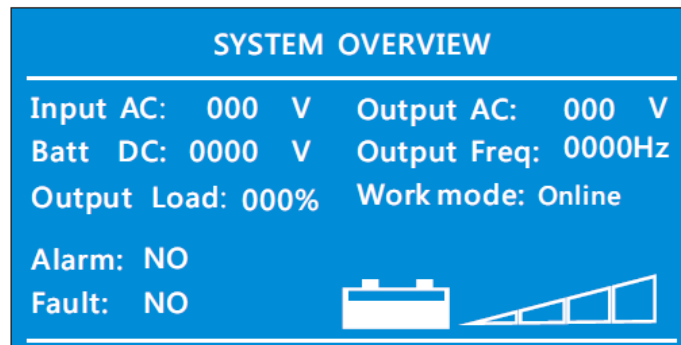 SYSTEM OVERVIEW
Input AC: 000 V Output AC: 000 V
Batt DC: 0000 V Output Freq: 0000Hz
Output Load: 000% Work mode: Online
Alarm: NO
Fault: NO